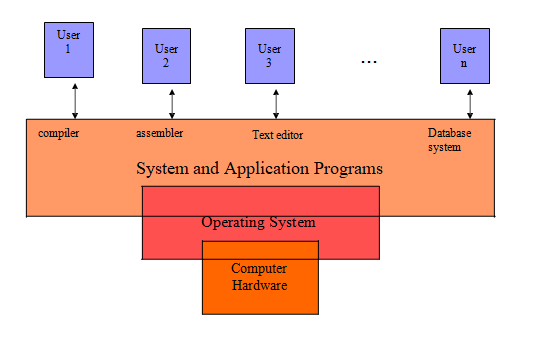 User
1
User
2
User
3
...
User
n
compiler
assembler
Text editor
Database
system
System and Application Programs
Operating System
Computer
Hardware